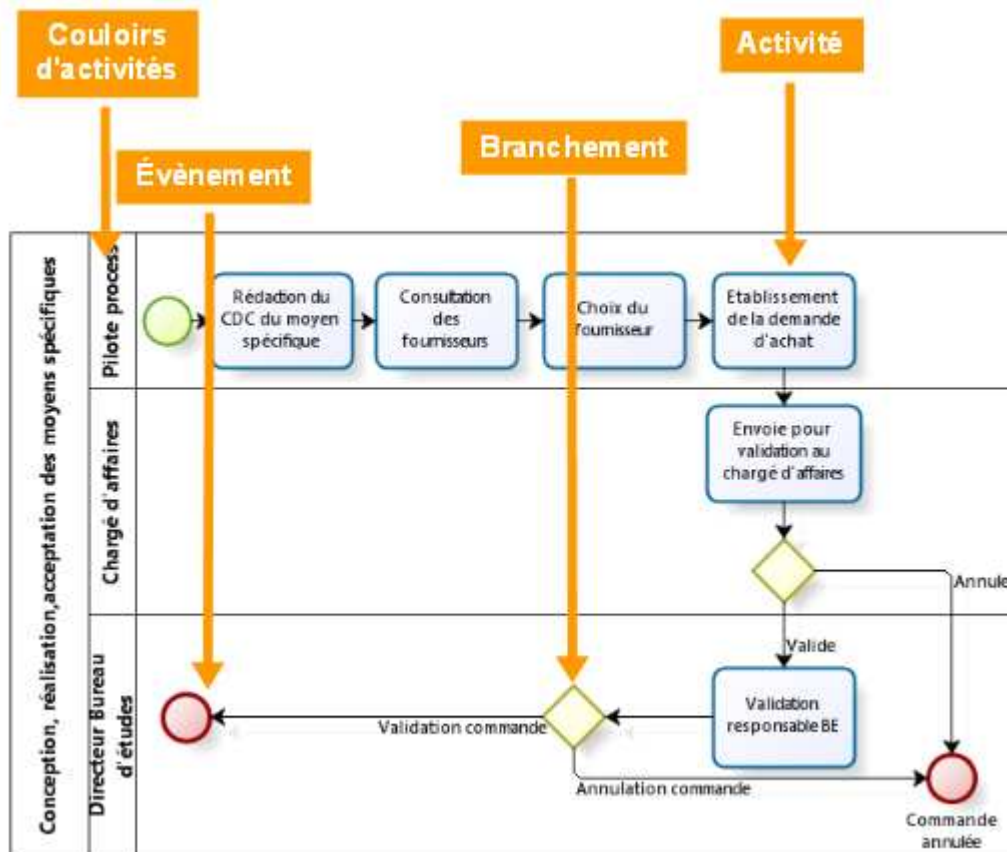 Couloirs
d'activités
Activité
Évènement
Branchement
Conception, réalisation,acceptation des moyens spécifiques
Pilote process
Rédaction du
CDC du moyen
spécifique
Consultation
des
fournisseurs
Choix du
fournisseur
Etablissement
de la demande
d'achat
Chargé d'affaires
Envoie pour
validation au
chargé d'affaires
Annule
Valide
Directeur Bureau
d'études
Validation commande
Validation
responsable BE
Annulation commande
Commande
annulée